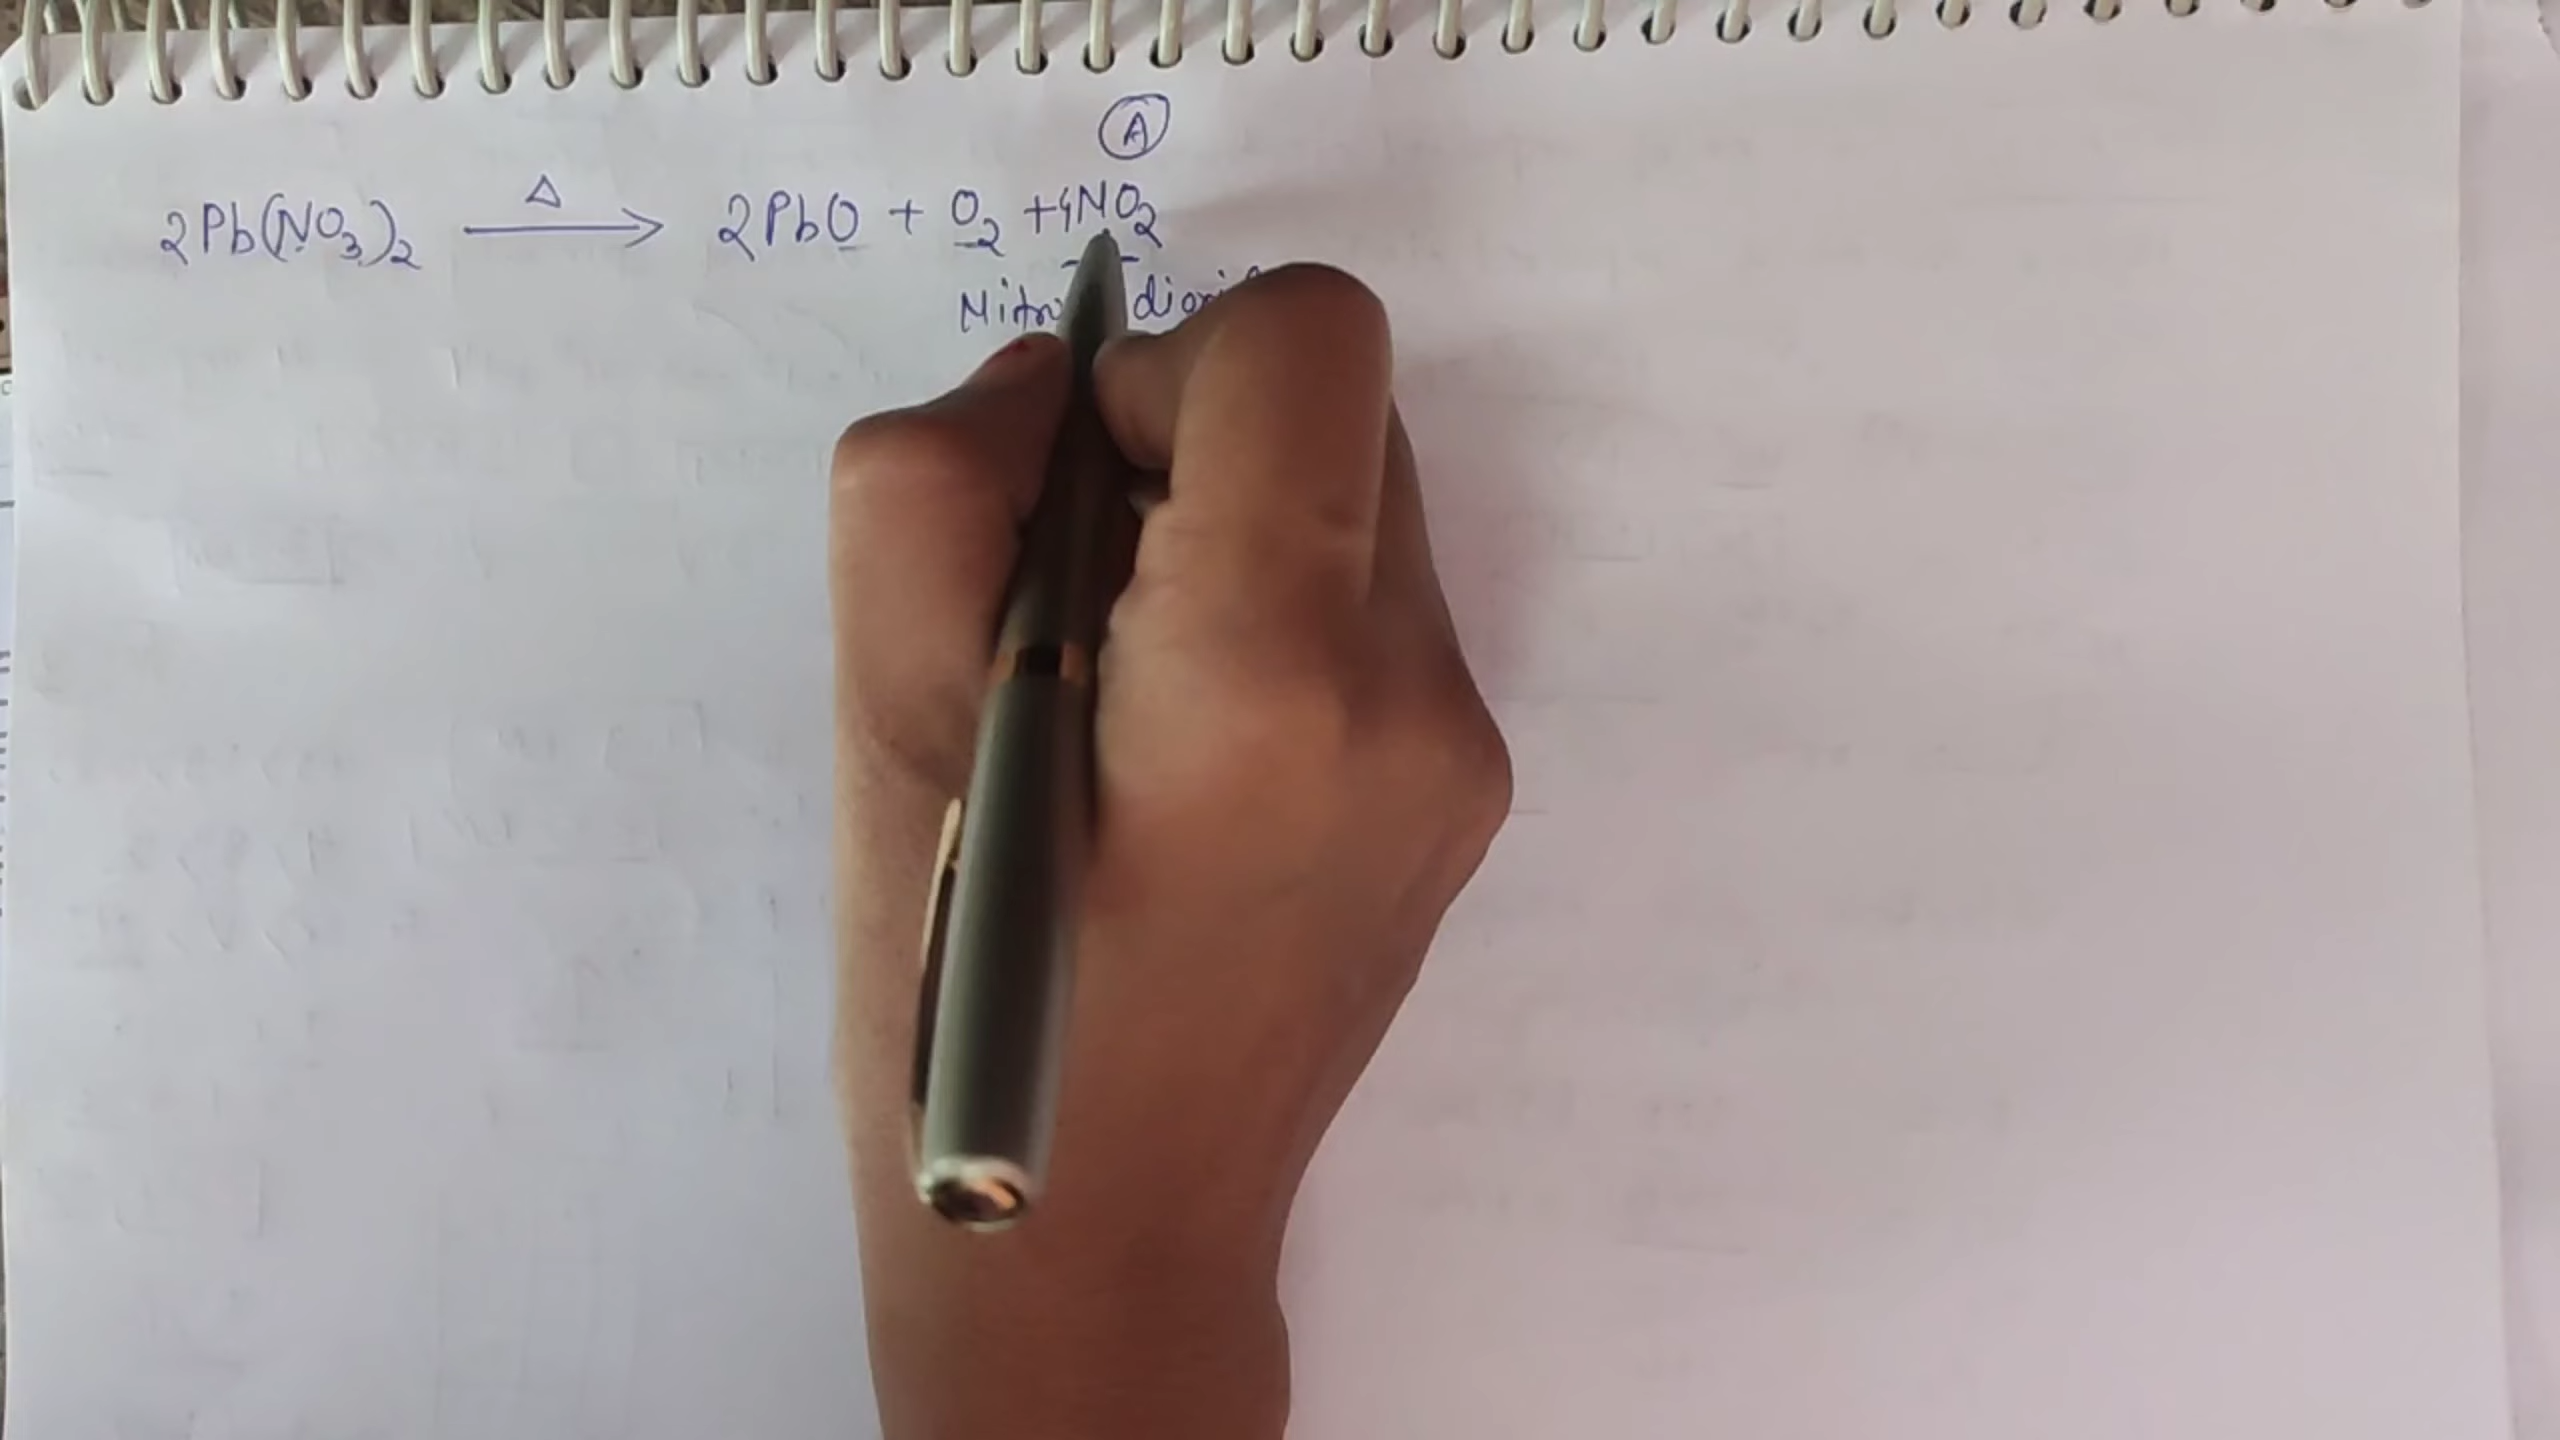 A
2Pb(NO₃)₂ —Δ→ 2PbO + O₂ + 4NO₂